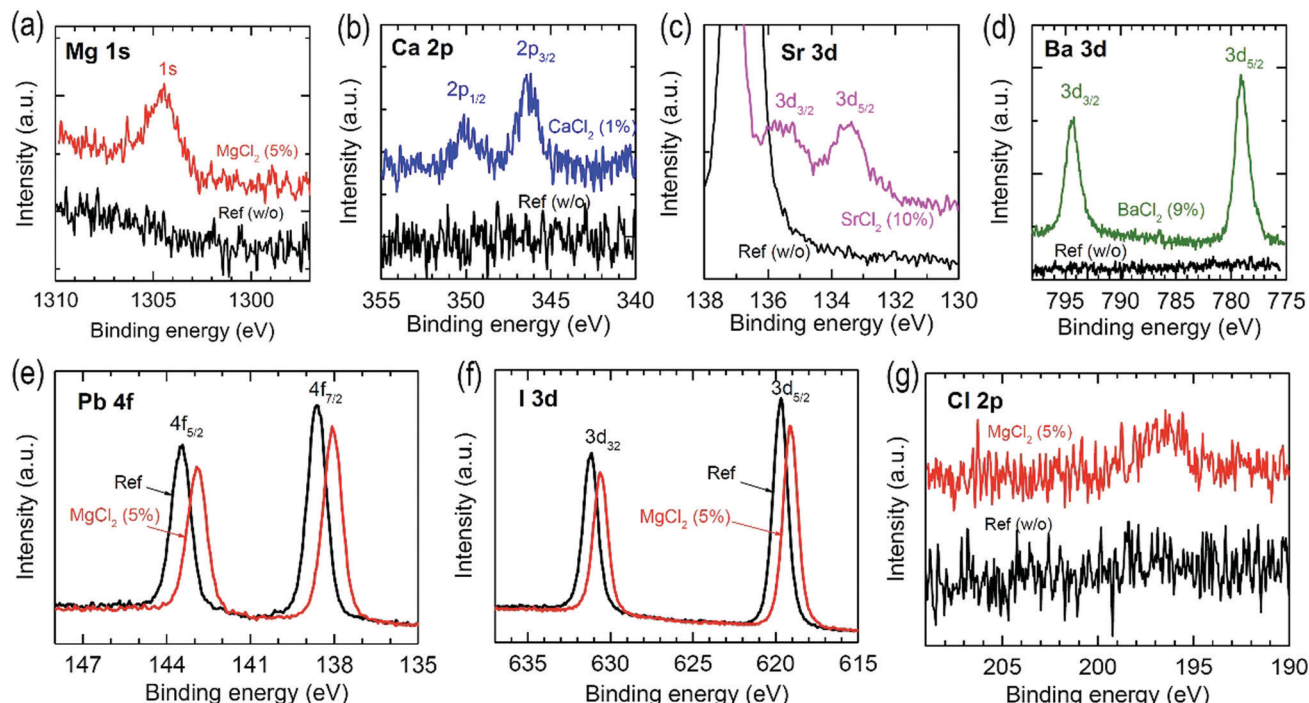 (a)
Mg 1s
1s
MgCl2 (5%)
Ref (w/o)
Intensity (a.u.)
1310 1305 1300
Binding energy (eV)
(b)
Ca 2p
2p3/2
2p1/2
CaCl2 (1%)
Ref (w/o)
Intensity (a.u.)
355 350 345 340
Binding energy (eV)
(c)
Sr 3d
3d3/2 3d5/2
SrCl2 (10%)
Ref (w/o)
Intensity (a.u.)
138 136 134 132 130
Binding energy (eV)
(d)
Ba 3d
3d5/2
3d3/2
BaCl2 (9%)
Ref (w/o)
Intensity (a.u.)
795 790 785 780 775
Binding energy (eV)
(e)
Pb 4f
4f7/2
4f5/2
Ref
MgCl2 (5%)
Intensity (a.u.)
147 144 141 138 135
Binding energy (eV)
(f)
I 3d
3d5/2
3d32
Ref
MgCl2 (5%)
Intensity (a.u.)
635 630 625 620 615
Binding energy (eV)
(g)
Cl 2p
MgCl2 (5%)
Ref (w/o)
Intensity (a.u.)
205 200 195 190
Binding energy (eV)